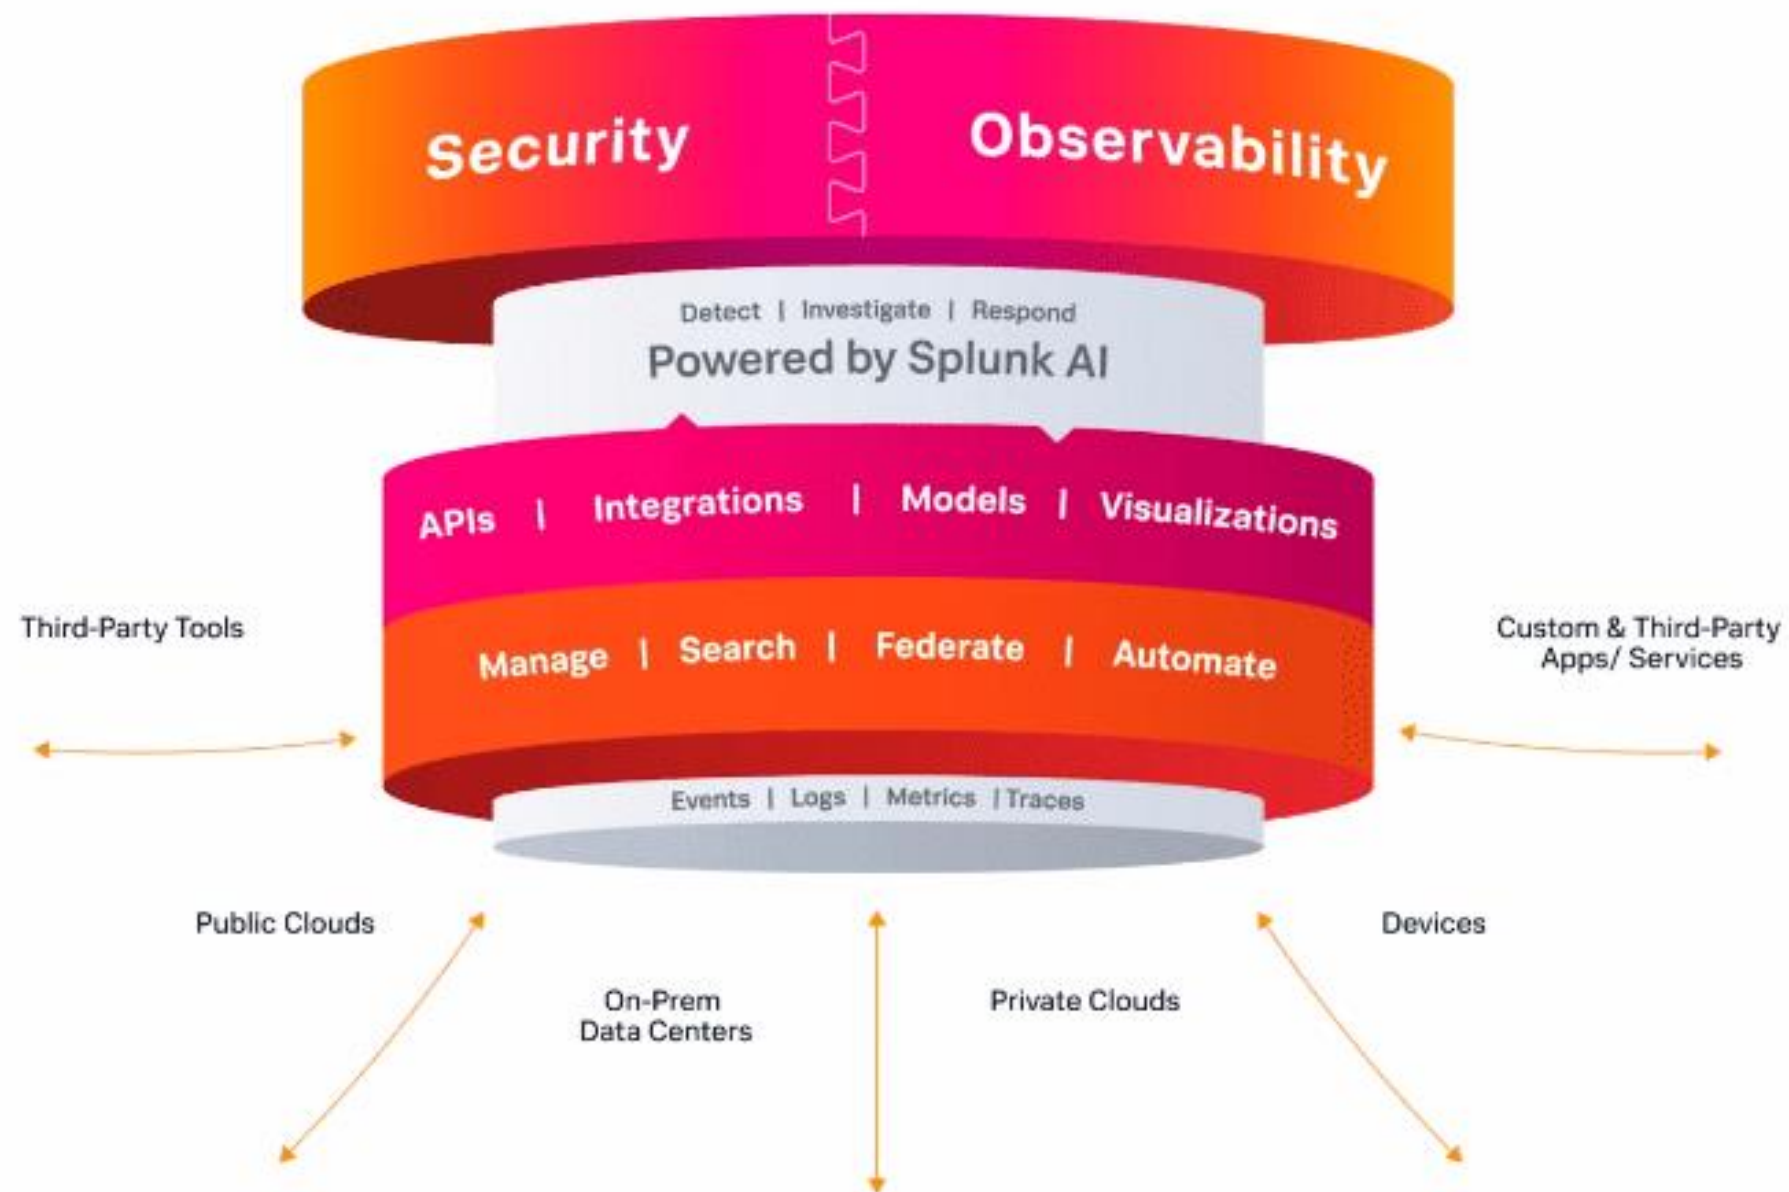 Security
Observability
Detect | Investigate | Respond
Powered by Splunk AI
APIs | Integrations | Models | Visualizations
Third-Party Tools
Custom & Third-Party
Apps/ Services
Manage | Search | Federate | Automate
Events | Logs | Metrics | Traces
Public Clouds
Devices
On-Prem
Data Centers
Private Clouds